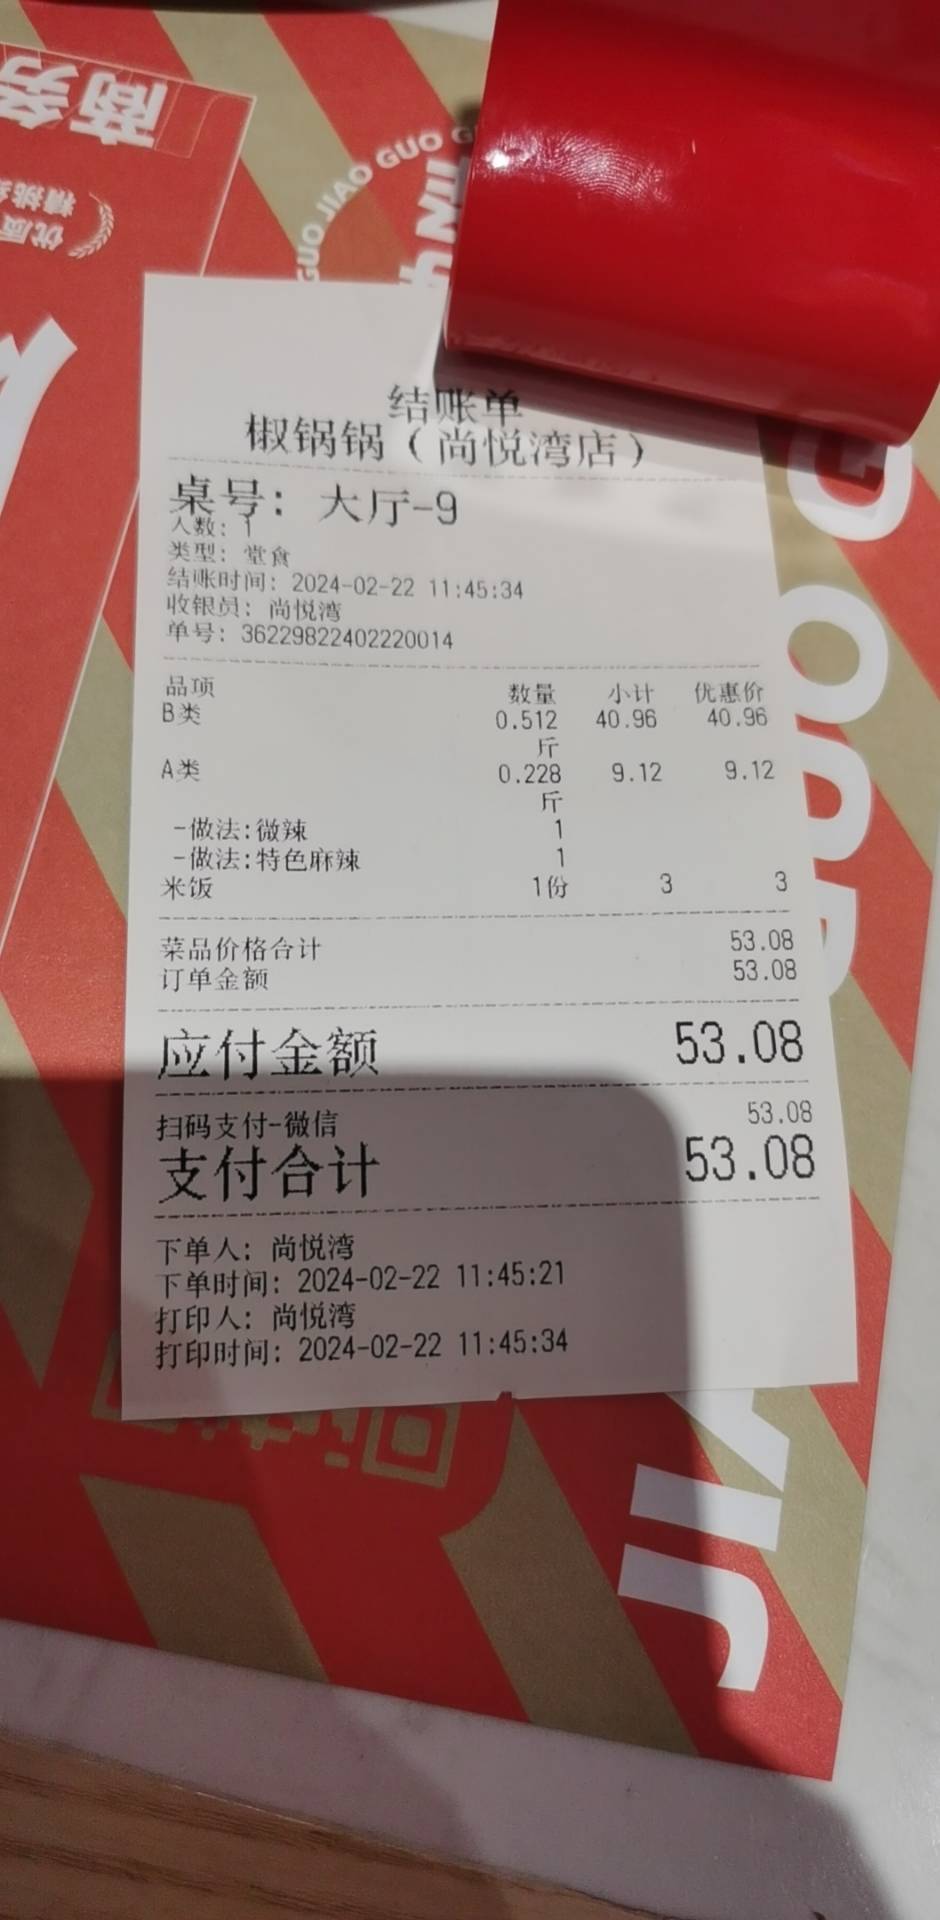 商务
优质
精挑
GUO JIAO GUO G
结账单
椒锅锅（尚悦湾店）
桌号：大厅-9
人数：1
类型：堂食
结账时间：2024-02-22 11:45:34
收银员：尚悦湾
单号：36229822402220014
品项 数量 小计 优惠价
B类 0.512 40.96 40.96
斤
A类 0.228 9.12 9.12
斤
-做法:微辣 1
-做法:特色麻辣 1
米饭 1份 3 3
菜品价格合计 53.08
订单金额 53.08
应付金额 53.08
扫码支付-微信 53.08
支付合计 53.08
下单人：尚悦湾
下单时间：2024-02-22 11:45:21
打印人：尚悦湾
打印时间：2024-02-22 11:45:34